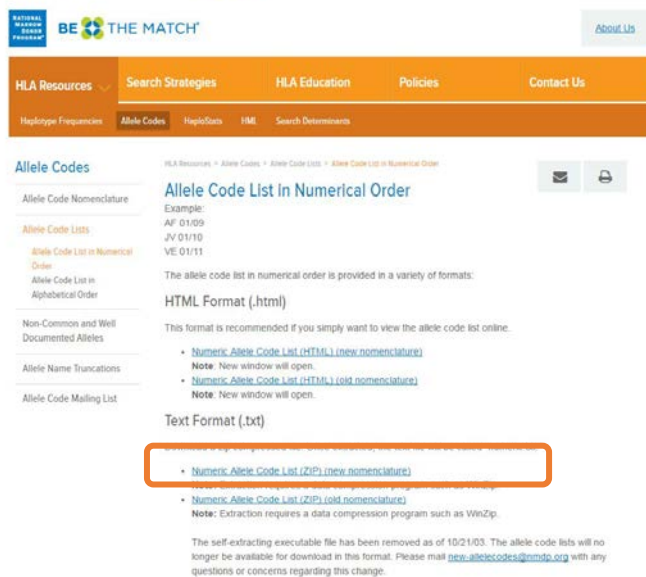 NATIONAL
MARROW
DONOR
PROGRAM®
BE THE MATCH®
About Us
HLA Resources
Search Strategies
HLA Education
Policies
Contact Us
Haplotype Frequencies
Allele Codes
HaploStats
HML
Search Determinants
Allele Codes
Allele Code Nomenclature
Allele Code Lists
Allele Code List in Numerical
Order
Allele Code List in
Alphabetical Order
Non-Common and Well
Documented Alleles
Allele Name Truncations
Allele Code Mailing List
HLA Resources > Allele Codes > Allele Code Lists > Allele Code List in Numerical Order
Allele Code List in Numerical Order
Example:
AF 01/09
JV 01/10
VE 01/11
The allele code list in numerical order is provided in a variety of formats:
HTML Format (.html)
This format is recommended if you simply want to view the allele code list online.
• Numeric Allele Code List (HTML) (new nomenclature)
Note: New window will open.
• Numeric Allele Code List (HTML) (old nomenclature)
Note: New window will open.
Text Format (.txt)
• Numeric Allele Code List (ZIP) (new nomenclature)
Note: Extraction requires a data compression program such as WinZip.
• Numeric Allele Code List (ZIP) (old nomenclature)
Note: Extraction requires a data compression program such as WinZip.
The self-extracting executable file has been removed as of 10/21/03. The allele code lists will no
longer be available for download in this format. Please mail new-allelecodes@nmdp.org with any
questions or concerns regarding this change.